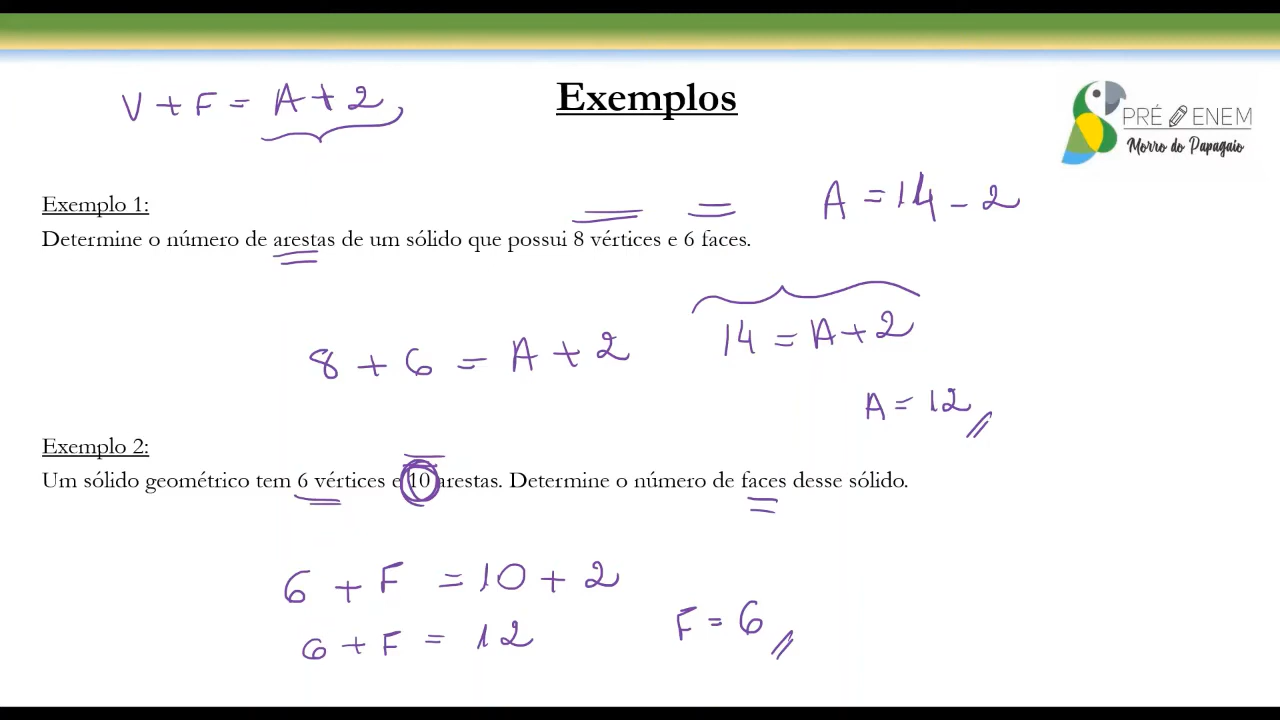 V + F = A + 2,
Exemplos
PRÉ ENEM
Morro do Papagaio
Exemplo 1:
A = 14 - 2
Determine o número de arestas de um sólido que possui 8 vértices e 6 faces.
8 + 6 = A + 2
14 = A + 2
A = 12
Exemplo 2:
Um sólido geométrico tem 6 vértices e 10 arestas. Determine o número de faces desse sólido.
6 + F = 10 + 2
6 + F = 12
F = 6